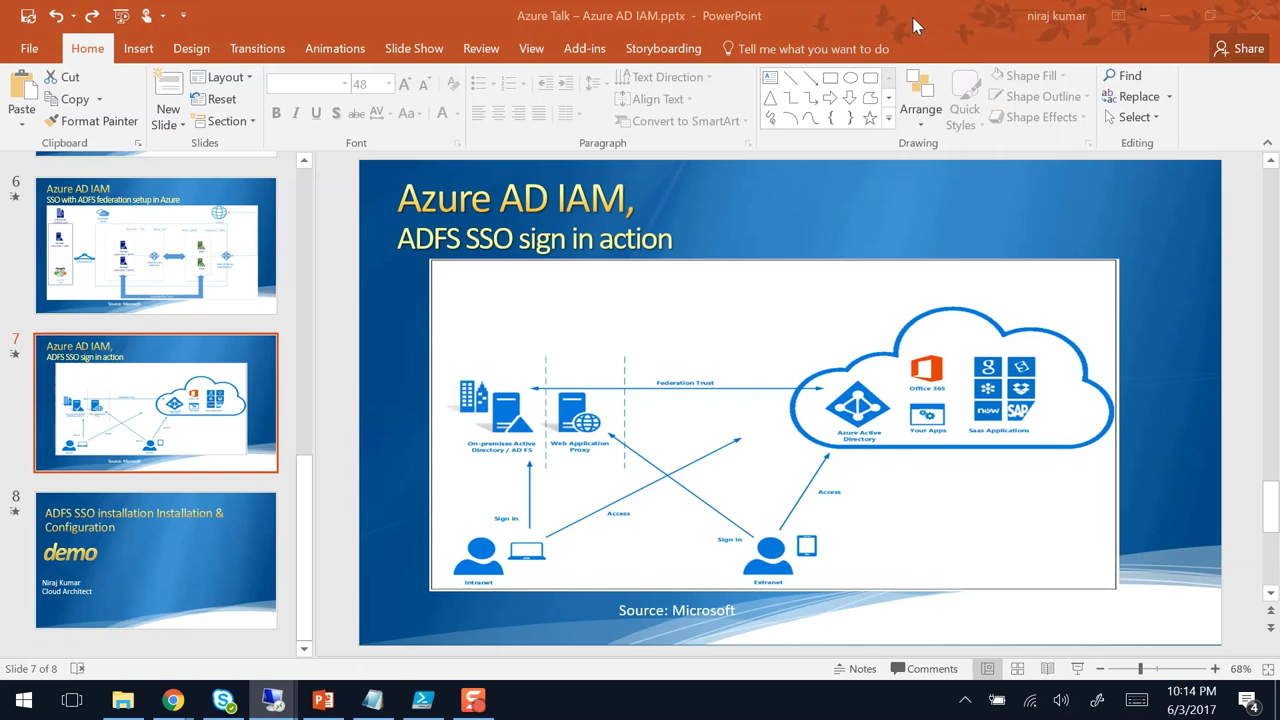 Azure Talk – Azure AD IAM.pptx - PowerPoint
niraj kumar
File
Home
Insert
Design
Transitions
Animations
Slide Show
Review
View
Add-ins
Storyboarding
Tell me what you want to do
Share
Paste
Cut
Copy
Format Painter
Clipboard
New Slide
Layout
Reset
Section
Slides
48
B I U S abc AV Aa A
Font
Text Direction
Align Text
Convert to SmartArt
Paragraph
Arrange
Quick Styles
Shape Fill
Shape Outline
Shape Effects
Drawing
Find
Replace
Select
Editing
6
Azure AD IAM
SSO with ADFS federation setup in Azure
7
Azure AD IAM,
ADFS SSO sign in action
8
ADFS SSO installation Installation &
Configuration
demo
Niraj Kumar
Cloud Architect
Azure AD IAM,
ADFS SSO sign in action
Federation Trust
On-premises Active
Directory / AD FS
Web Application
Proxy
Office 365
Azure Active
Directory
Your Apps
now
SAP
SaaS Applications
Sign In
Access
Sign In
Access
Intranet
Extranet
Source: Microsoft
Slide 7 of 8
Notes
Comments
68%
10:14 PM
6/3/2017
4